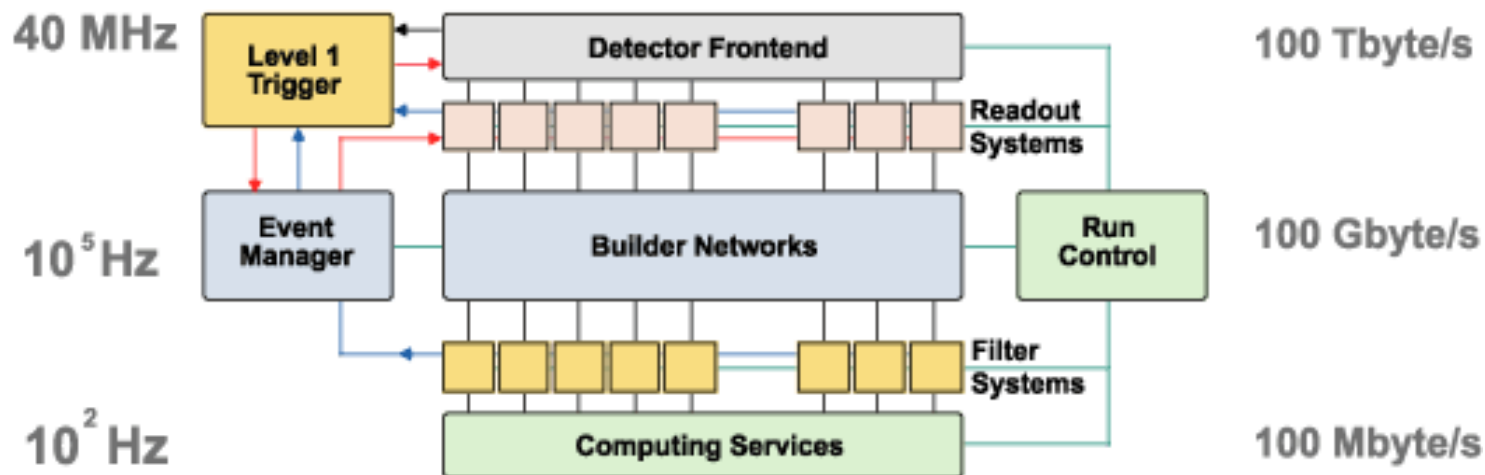 40 MHz
Level 1
Trigger
Detector Frontend
100 Tbyte/s
Readout
Systems
10⁵ Hz
Event
Manager
Builder Networks
Run
Control
100 Gbyte/s
Filter
Systems
10² Hz
Computing Services
100 Mbyte/s